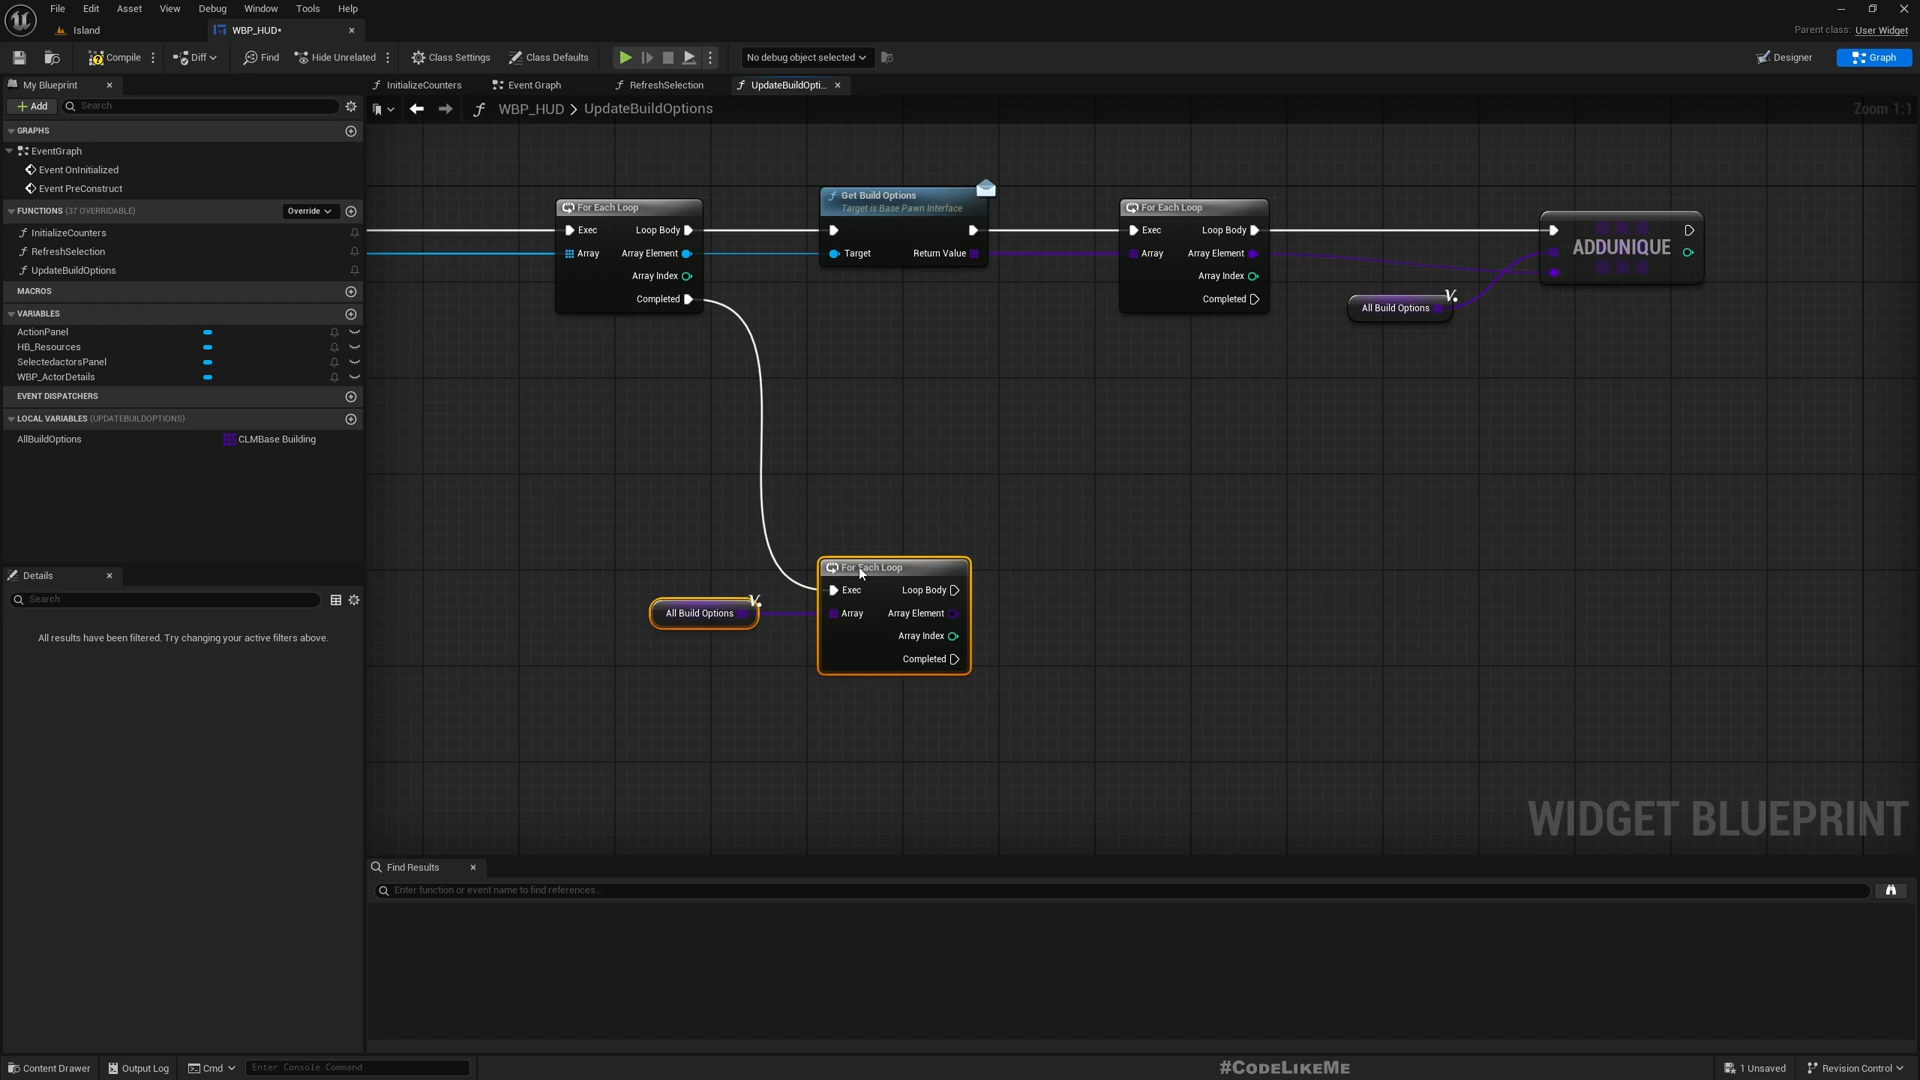 File Edit Asset View Debug Window Tools Help
Island
WBP_HUD*
Parent class: User Widget
Compile Diff Find Hide Unrelated Class Settings Class Defaults No debug object selected Designer Graph
My Blueprint
InitializeCounters Event Graph RefreshSelection UpdateBuildOpti...
Add Search
WBP_HUD > UpdateBuildOptions
Zoom 1:1
GRAPHS
EventGraph
Event OnInitialized
Event PreConstruct
FUNCTIONS (37 OVERRIDABLE) Override
InitializeCounters
RefreshSelection
UpdateBuildOptions
MACROS
VARIABLES
ActionPanel
HB_Resources
SelectedactorsPanel
WBP_ActorDetails
EVENT DISPATCHERS
LOCAL VARIABLES (UPDATEBUILDOPTIONS)
AllBuildOptions CLMBase Building
Details
Search
All results have been filtered. Try changing your active filters above.
For Each Loop
Exec Loop Body
Array Array Element
Array Index
Completed
Get Build Options
Target is Base Pawn Interface
Target Return Value
For Each Loop
Exec Loop Body
Array Array Element
Array Index
Completed
All Build Options
ADDUNIQUE
All Build Options
For Each Loop
Exec Loop Body
Array Array Element
Array Index
Completed
WIDGET BLUEPRINT
Find Results
Enter function or event name to find references...
Content Drawer Output Log Cmd Enter Console Command
#CODELIKEME
1 Unsaved Revision Control